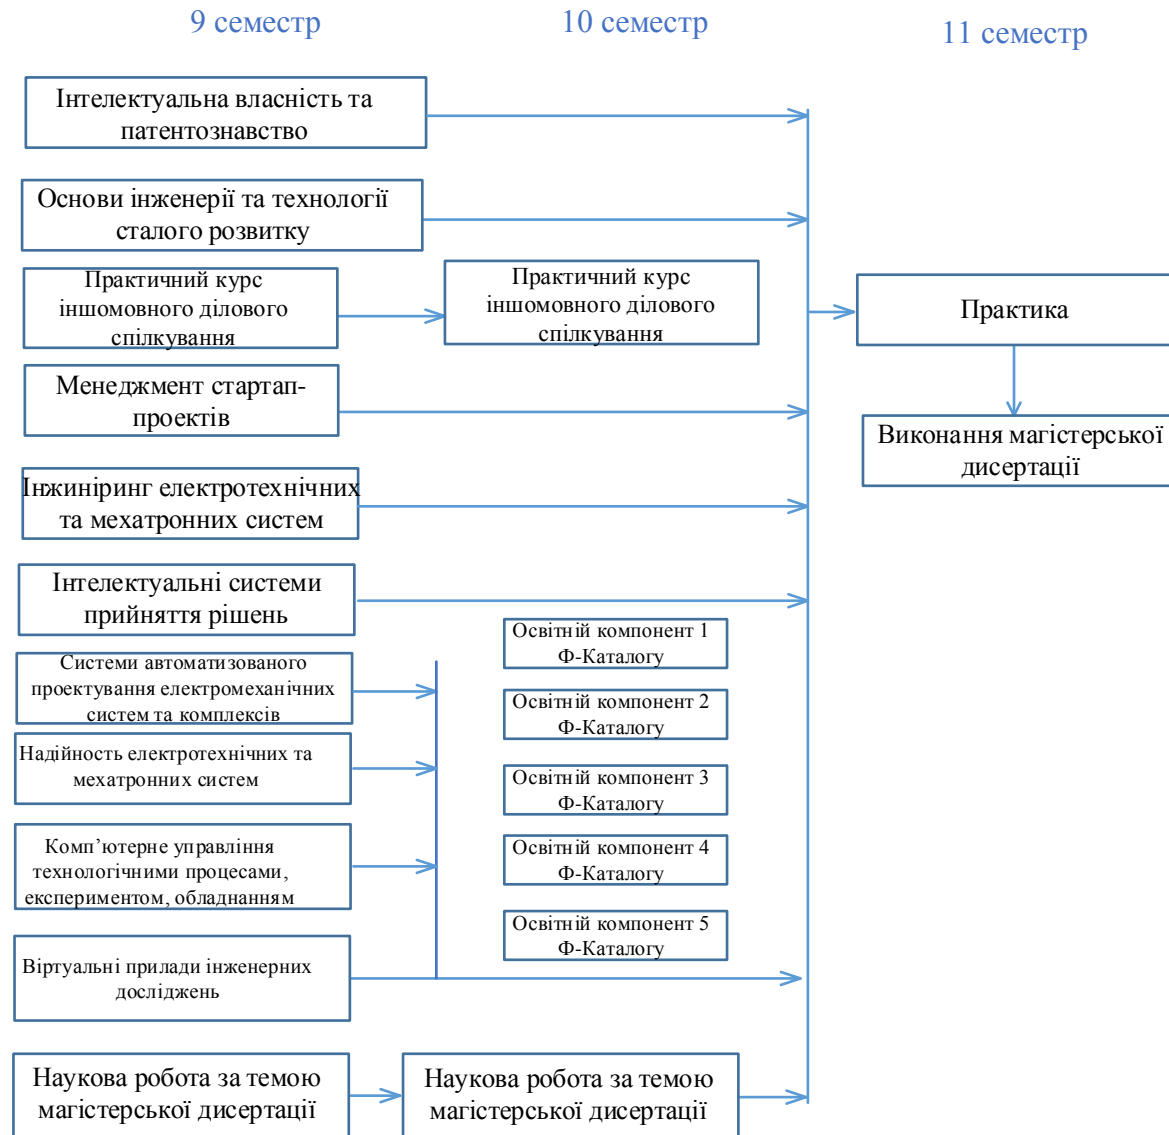 9 семестр
10 семестр
11 семестр
Інтелектуальна власність та
патентознавство
Основи інженерії та технології
сталого розвитку
Практичний курс
іншомовного ділового
спілкування
Практичний курс
іншомовного ділового
спілкування
Практика
Менеджмент стартап-
проектів
Виконання магістерської
дисертації
Інжиніринг електротехнічних
та мехатронних систем
Інтелектуальні системи
прийняття рішень
Освітній компонент 1
Ф-Каталогу
Системи автоматизованого
проектування електромеханічних
систем та комплексів
Освітній компонент 2
Ф-Каталогу
Надійность електротехнічних та
мехатронних систем
Освітній компонент 3
Ф-Каталогу
Комп’ютерне управління
технологічними процесами,
експериментом, обладнанням
Освітній компонент 4
Ф-Каталогу
Освітній компонент 5
Ф-Каталогу
Віртуальні прилади інженерних
досліджень
Наукова робота за темою
магістерської дисертації
Наукова робота за темою
магістерської дисертації